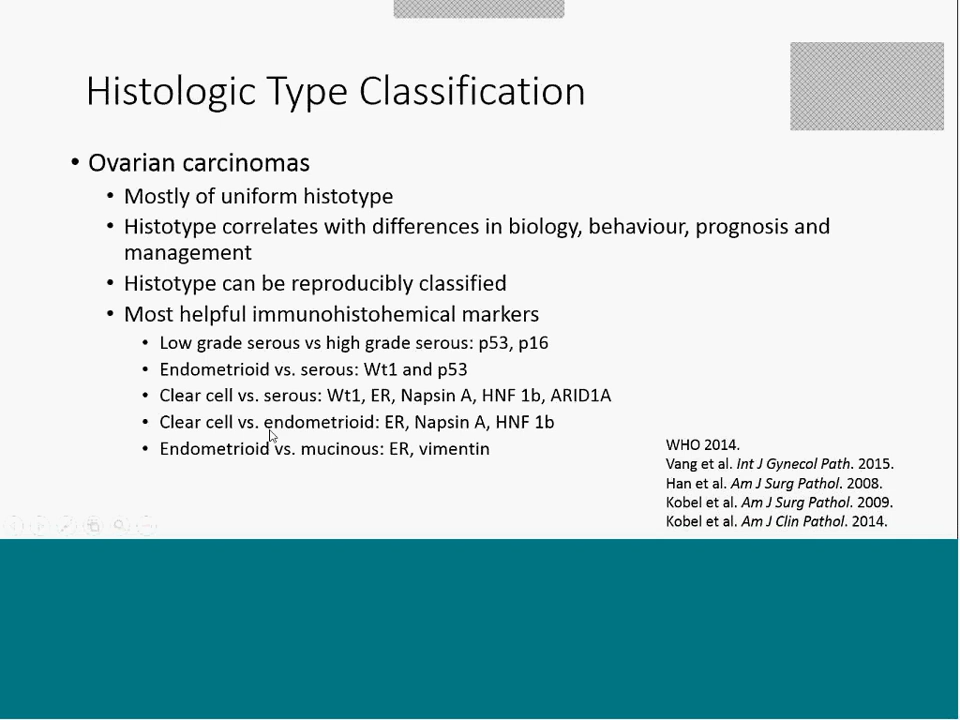 Histologic Type Classification
• Ovarian carcinomas
• Mostly of uniform histotype
• Histotype correlates with differences in biology, behaviour, prognosis and
management
• Histotype can be reproducibly classified
• Most helpful immunohistohemical markers
• Low grade serous vs high grade serous: p53, p16
• Endometrioid vs. serous: Wt1 and p53
• Clear cell vs. serous: Wt1, ER, Napsin A, HNF 1b, ARID1A
• Clear cell vs. endometrioid: ER, Napsin A, HNF 1b
• Endometrioid vs. mucinous: ER, vimentin
WHO 2014.
Vang et al. Int J Gynecol Path. 2015.
Han et al. Am J Surg Pathol. 2008.
Kobel et al. Am J Surg Pathol. 2009.
Kobel et al. Am J Clin Pathol. 2014.